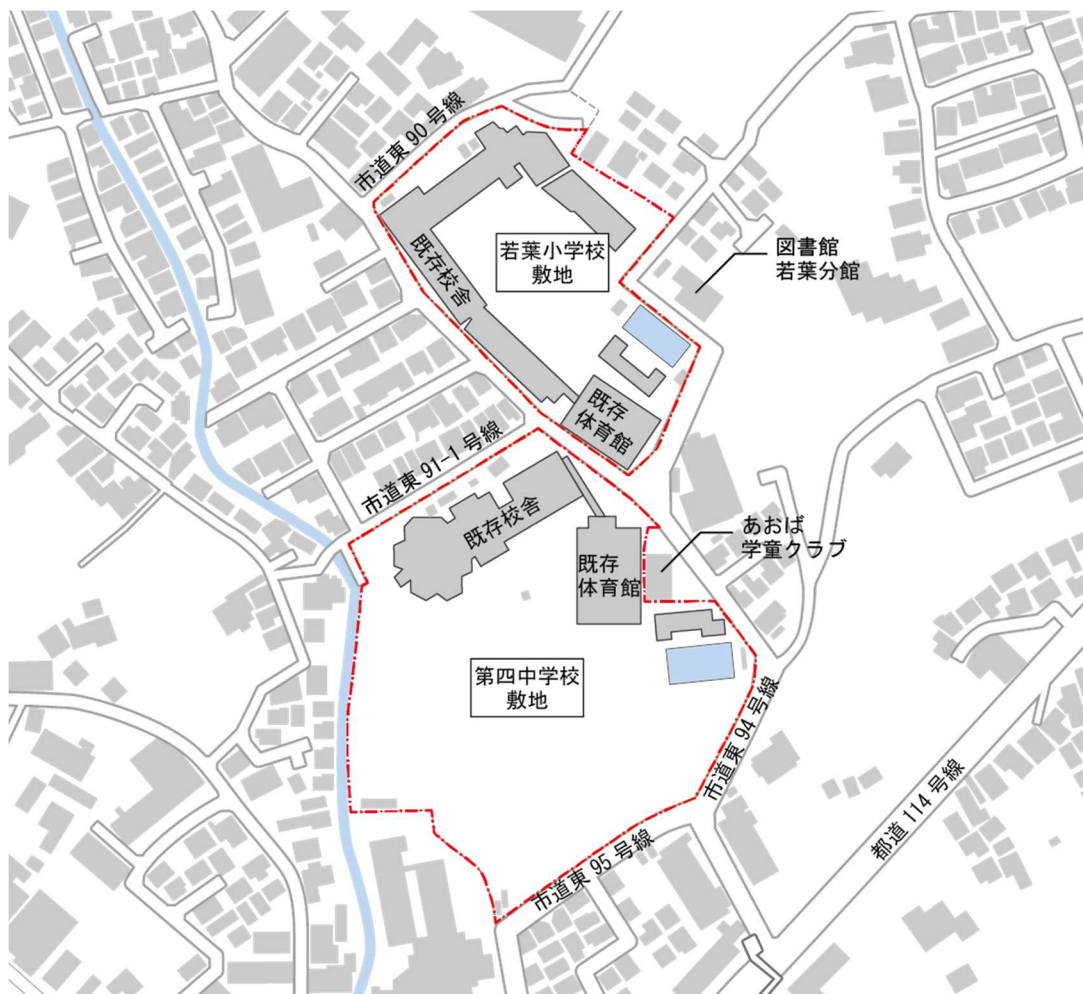 市道東 90 号線
若葉小学校
敷地
図書館
若葉分館
既存校舎
既存
体育館
市道東 91-1 号線
既存校舎
既存
体育館
あおば
学童クラブ
第四中学校
敷地
市道東 94 号線
都道 114 号線
市道東 95 号線